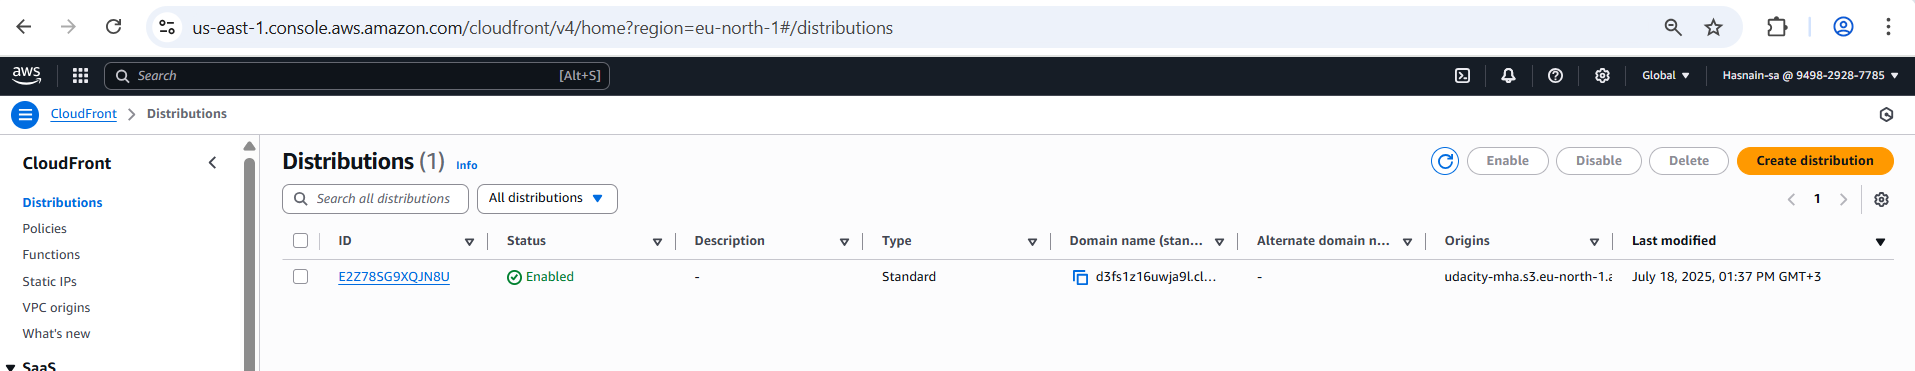 us-east-1.console.aws.amazon.com/cloudfront/v4/home?region=eu-north-1#/distributions
aws Search [Alt+S] Global Hasnain-sa @ 9498-2928-7785
CloudFront > Distributions
CloudFront
Distributions
Policies
Functions
Static IPs
VPC origins
What's new
SaaS
Distributions (1) Info
Enable Disable Delete Create distribution
Search all distributions All distributions 1
ID Status Description Type Domain name (stan... Alternate domain n... Origins Last modified
E2Z78SG9XQJN8U Enabled - Standard d3fs1z16uwja9l.cl... - udacity-mha.s3.eu-north-1.a July 18, 2025, 01:37 PM GMT+3